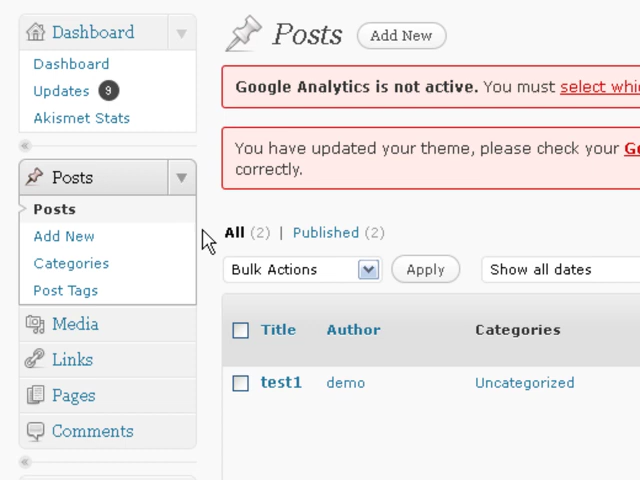 Dashboard
Dashboard
Updates 9
Akismet Stats
Posts
Posts
Add New
Categories
Post Tags
Media
Links
Pages
Comments
Posts Add New
Google Analytics is not active. You must select
You have updated your theme, please check your
correctly.
All (2) | Published (2)
Bulk Actions Apply Show all dates
Title Author Categories
test1 demo Uncategorized